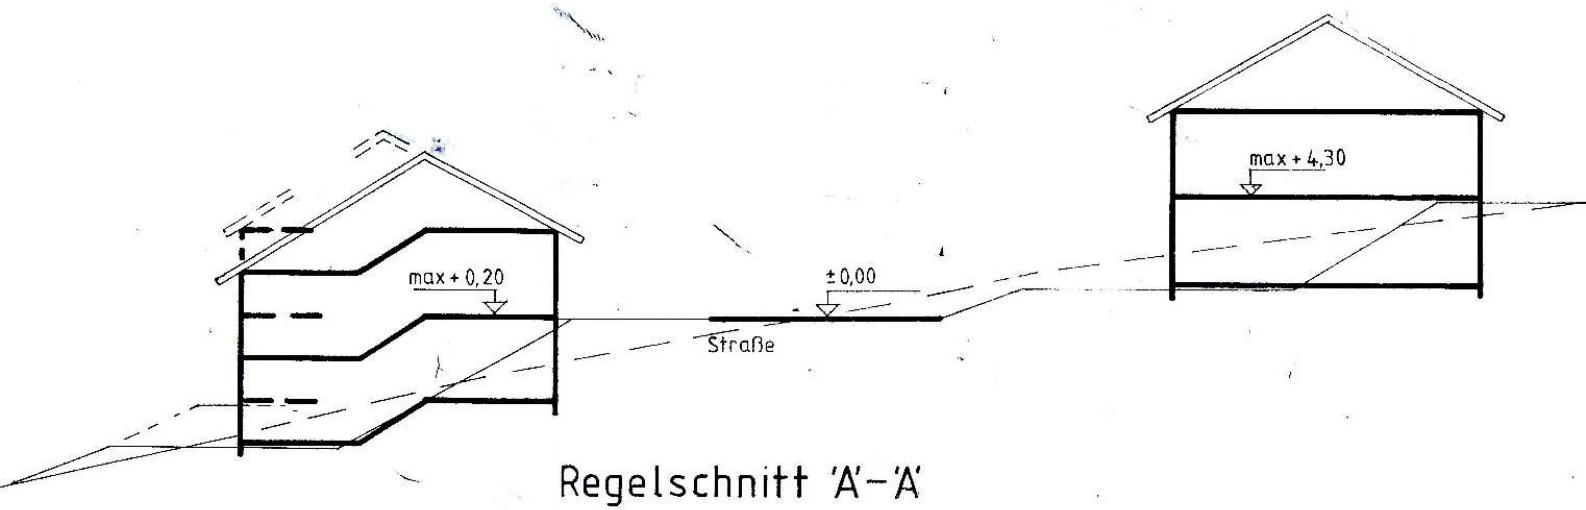 max + 4,30
max + 0,20
± 0,00
Straße
Regelschnitt 'A'-'A'